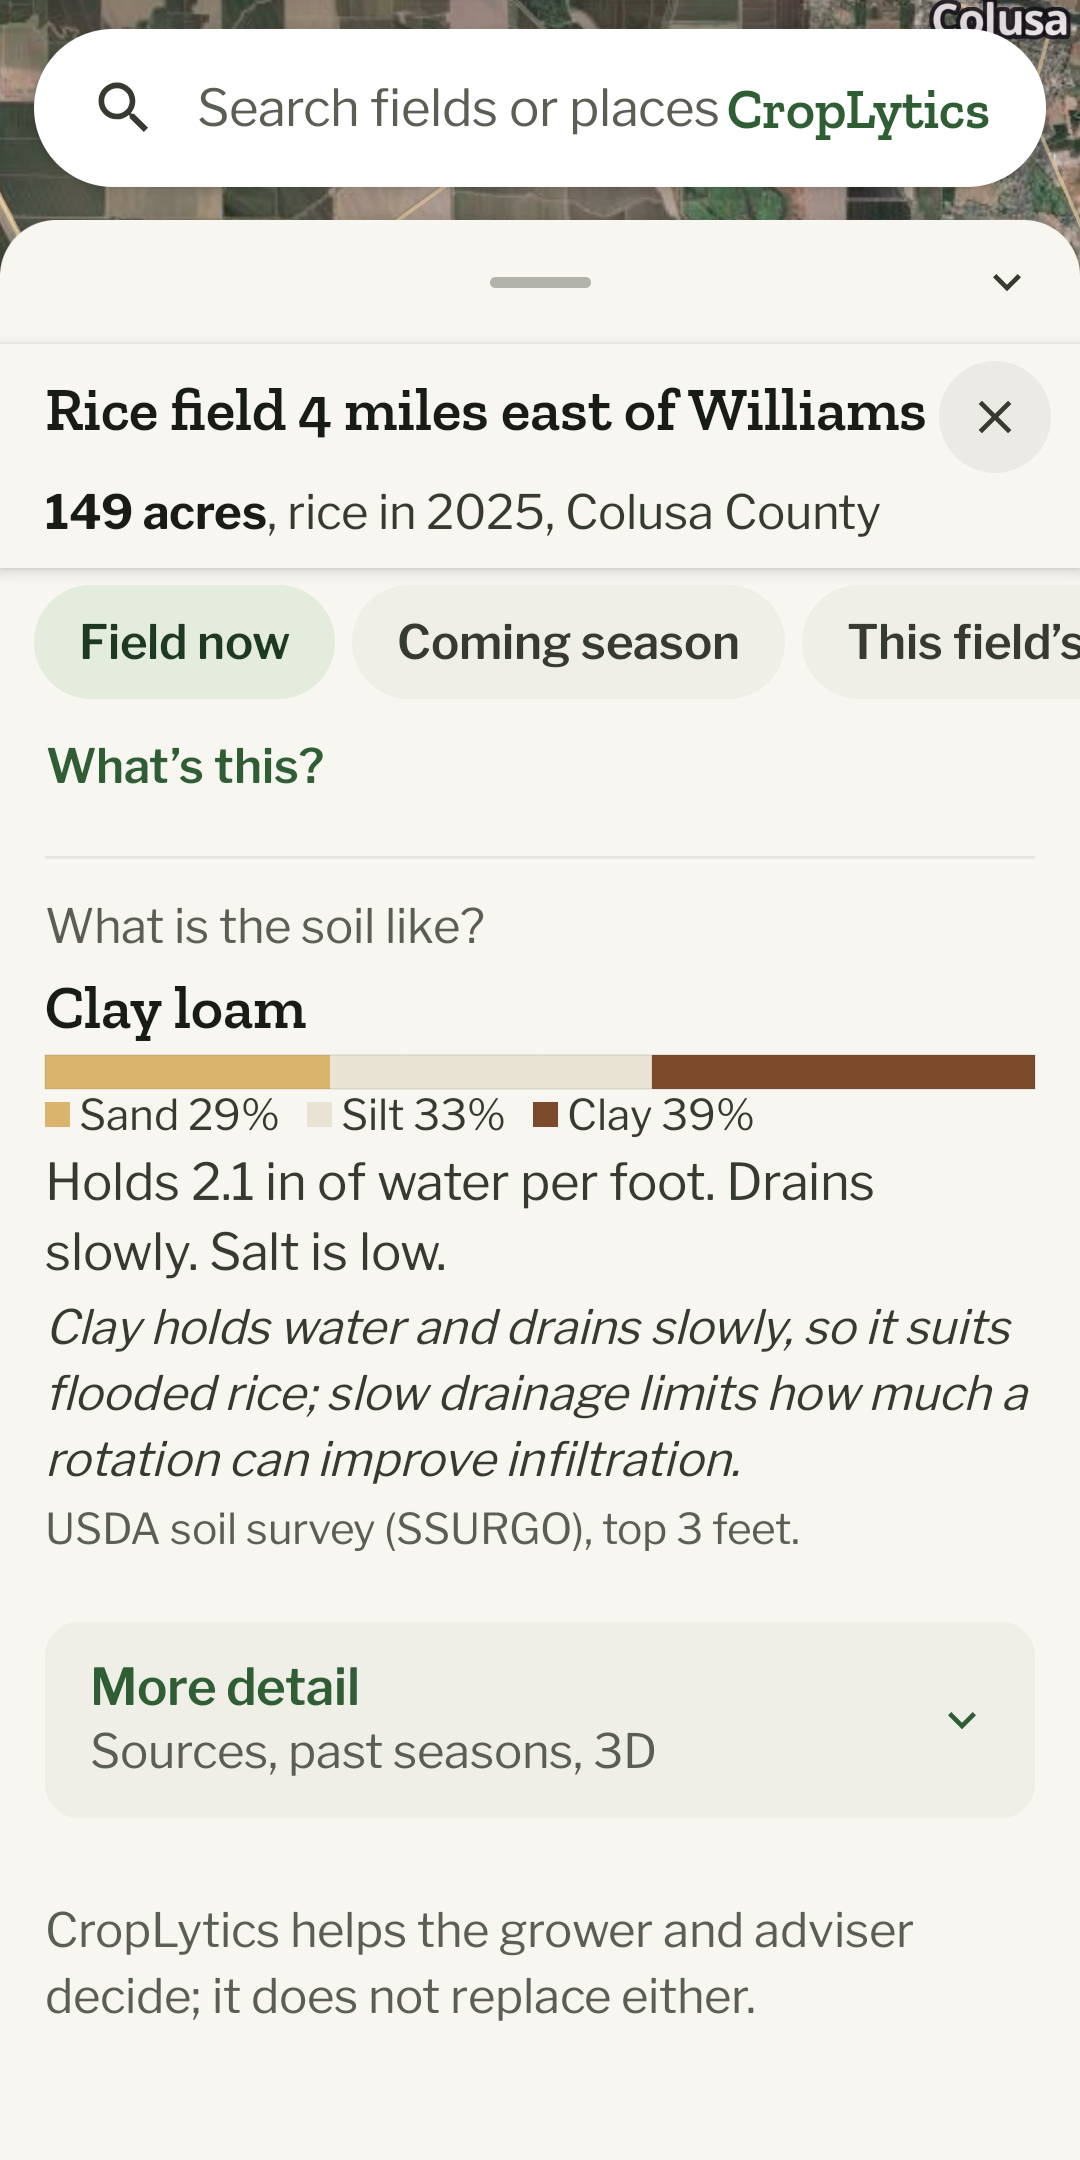 Colusa
Search fields or places CropLytics
Rice field 4 miles east of Williams
149 acres, rice in 2025, Colusa County
Field now
Coming season
This field’s
What’s this?
What is the soil like?
Clay loam
Sand 29% Silt 33% Clay 39%
Holds 2.1 in of water per foot. Drains
slowly. Salt is low.
Clay holds water and drains slowly, so it suits
flooded rice; slow drainage limits how much a
rotation can improve infiltration.
USDA soil survey (SSURGO), top 3 feet.
More detail
Sources, past seasons, 3D
CropLytics helps the grower and adviser
decide; it does not replace either.